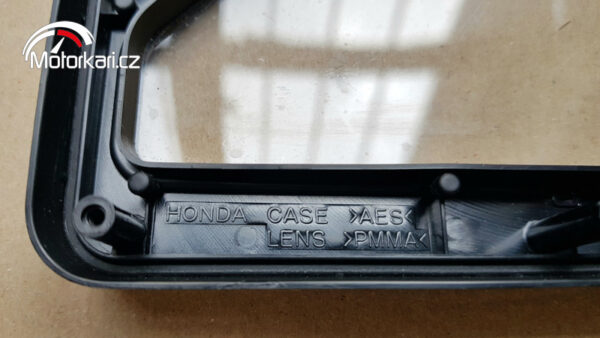 Motorkari.cz
HONDA CASE >AES<
LENS >PMMA<